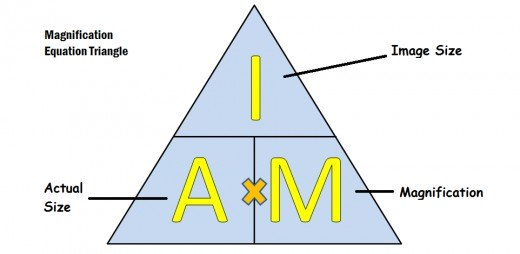 Magnification
Equation Triangle
I
Image Size
A × M
Actual
Size
Magnification